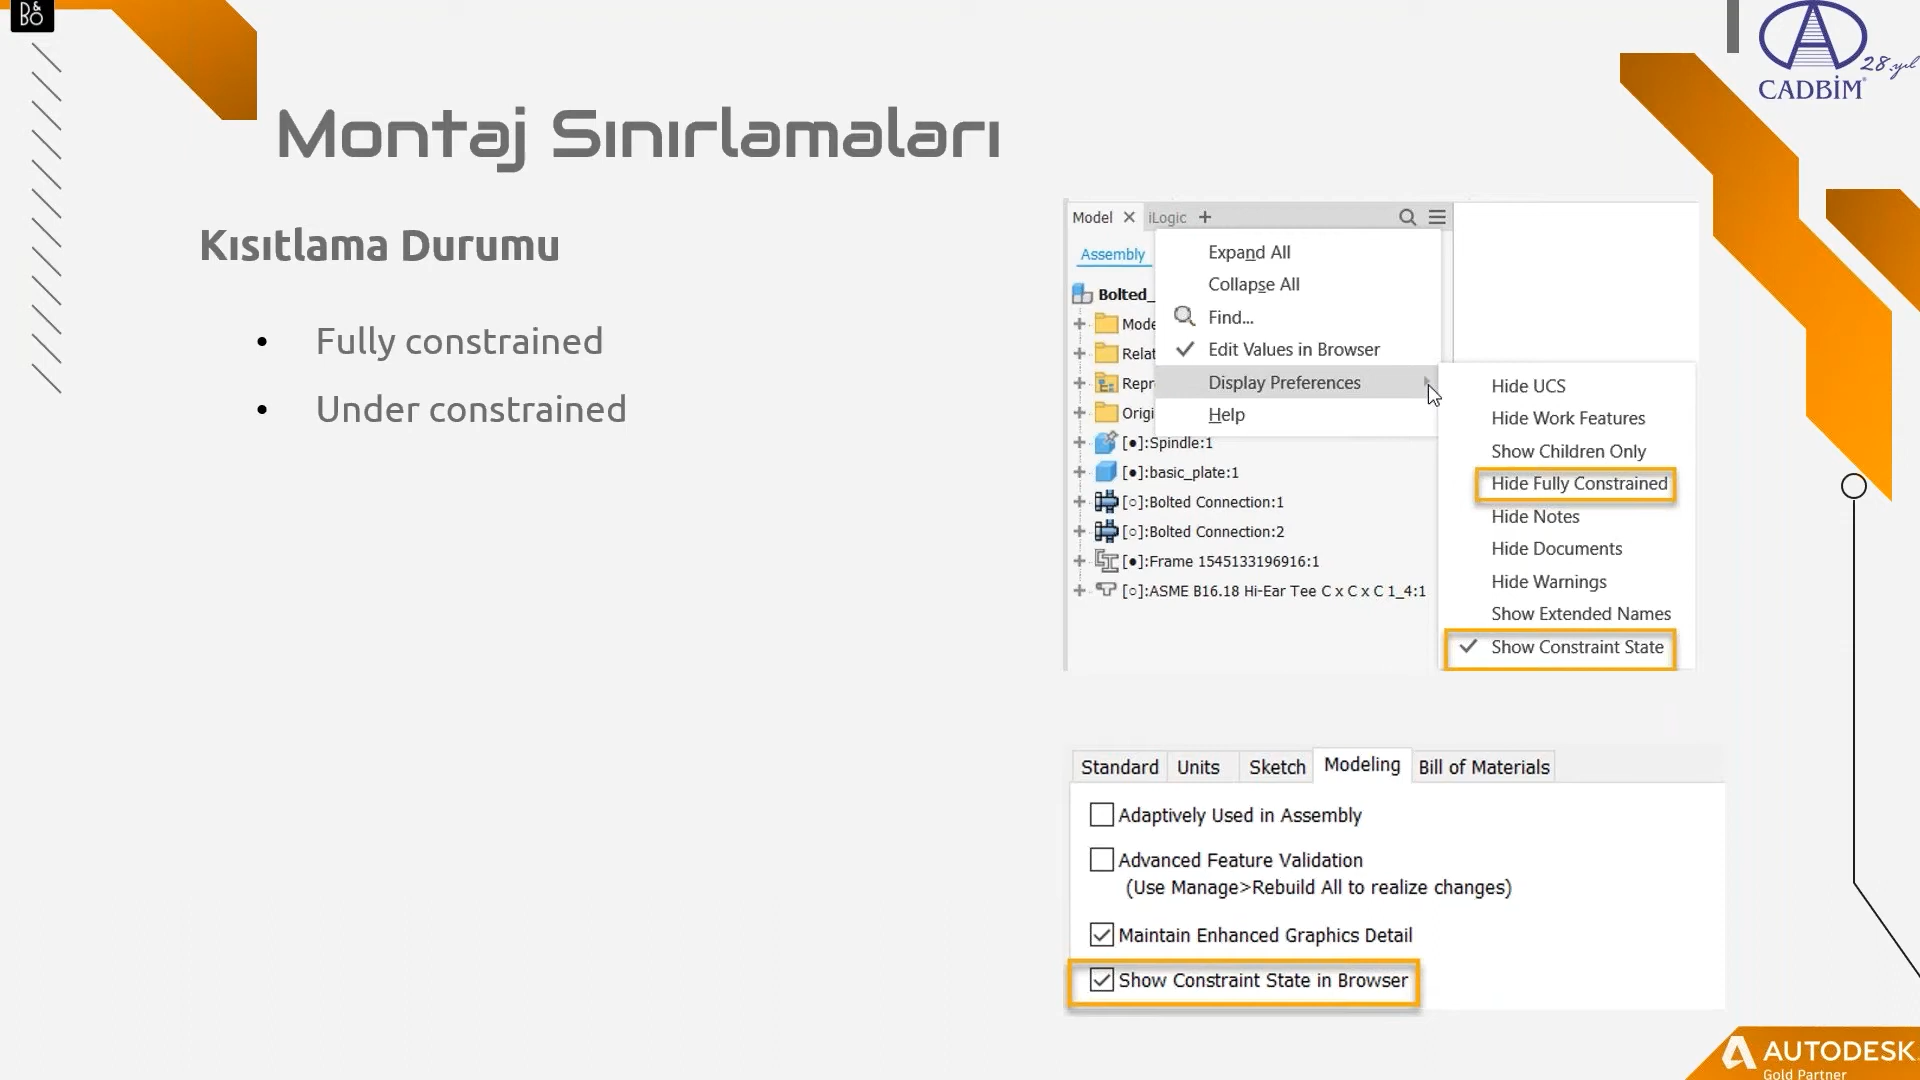 B&O
28.yıl
CADBİM
Montaj Sınırlamaları
Kısıtlama Durumu
• Fully constrained
• Under constrained
Model iLogic +
Assembly
Expand All
Collapse All
Find...
Edit Values in Browser
Display Preferences
Help
Bolted_
Mode
Relat
Repr
Origi
[●]:Spindle:1
[●]:basic_plate:1
[○]:Bolted Connection:1
[○]:Bolted Connection:2
[●]:Frame 1545133196916:1
[○]:ASME B16.18 Hi-Ear Tee C x C x C 1_4:1
Hide UCS
Hide Work Features
Show Children Only
Hide Fully Constrained
Hide Notes
Hide Documents
Hide Warnings
Show Extended Names
Show Constraint State
Standard Units Sketch Modeling Bill of Materials
Adaptively Used in Assembly
Advanced Feature Validation
(Use Manage>Rebuild All to realize changes)
Maintain Enhanced Graphics Detail
Show Constraint State in Browser
AUTODESK
Gold Partner